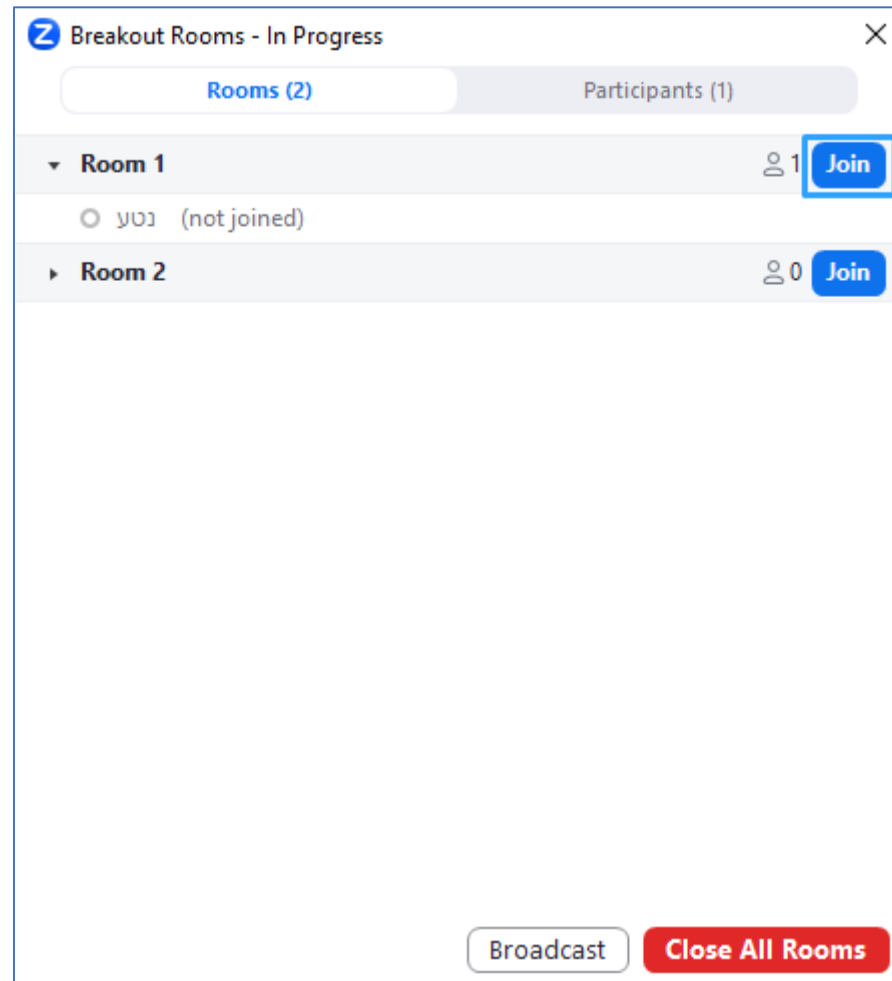 Breakout Rooms - In Progress
Rooms (2) Participants (1)
Room 1 1 Join
נטע (not joined)
Room 2 0 Join
Broadcast Close All Rooms